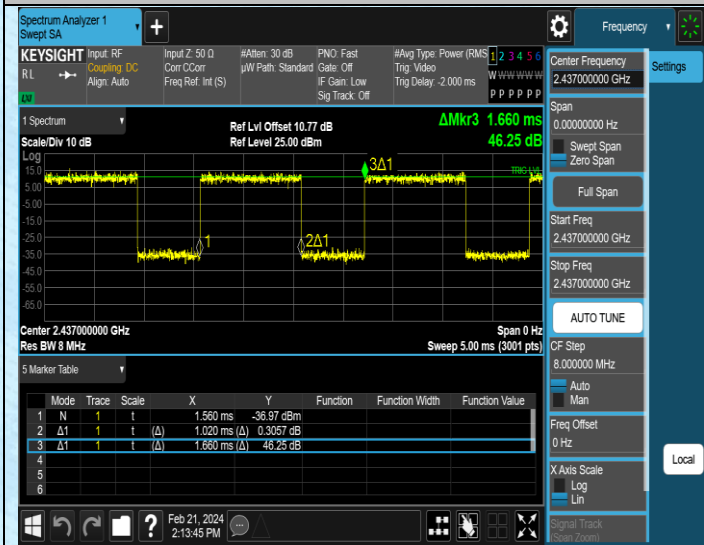 Spectrum Analyzer 1
Swept SA
+
Frequency
KEYSIGHT
RL
LXI
Input: RF
Coupling: DC
Align: Auto
Input Z: 50 Ω
Corr CCorr
Freq Ref: Int (S)
#Atten: 30 dB
µW Path: Standard
PNO: Fast
Gate: Off
IF Gain: Low
Sig Track: Off
#Avg Type: Power (RMS
Trig: Video
Trig Delay: -2.000 ms
1 2 3 4 5 6
W W W W W W
P P P P P P
1 Spectrum
Scale/Div 10 dB
Ref Lvl Offset 10.77 dB
Ref Level 25.00 dBm
ΔMkr3 1.660 ms
46.25 dB
Log
15.0
5.00
-5.00
-15.0
-25.0
-35.0
-45.0
-55.0
-65.0
3Δ1
TRIG LVL
1
2Δ1
Center 2.437000000 GHz
Res BW 8 MHz
Span 0 Hz
Sweep 5.00 ms (3001 pts)
5 Marker Table
Mode Trace Scale X Y Function Function Width Function Value
1 N 1 t 1.560 ms -36.97 dBm
2 Δ1 1 t (Δ) 1.020 ms (Δ) 0.3057 dB
3 Δ1 1 t (Δ) 1.660 ms (Δ) 46.25 dB
4
5
6
?
Feb 21, 2024
2:13:45 PM
Center Frequency
2.437000000 GHz
Settings
Span
0.00000000 Hz
Swept Span
Zero Span
Full Span
Start Freq
2.437000000 GHz
Stop Freq
2.437000000 GHz
AUTO TUNE
CF Step
8.000000 MHz
Auto
Man
Freq Offset
0 Hz
X Axis Scale
Log
Lin
Signal Track
(Span Zoom)
Local